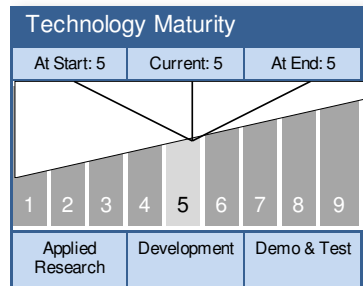 Technology Maturity
At Start: 5 Current: 5 At End: 5
1 2 3 4 5 6 7 8 9
Applied Development Demo & Test
Research